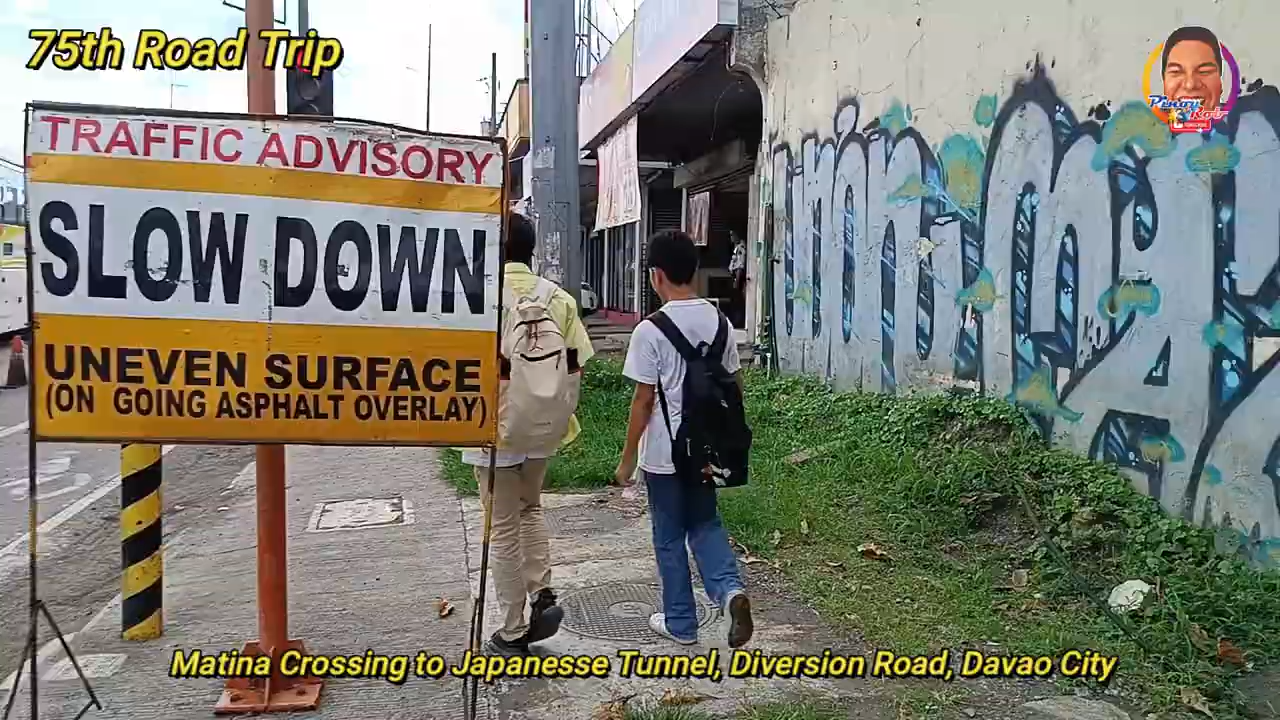 75th Road Trip
TRAFFIC ADVISORY
SLOW DOWN
UNEVEN SURFACE
(ON GOING ASPHALT OVERLAY)
Pinoy
Matina Crossing to Japanesse Tunnel, Diversion Road, Davao City